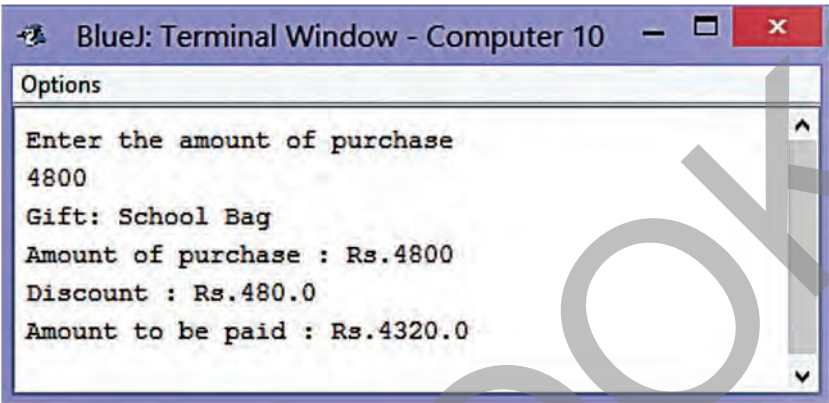 BlueJ: Terminal Window - Computer 10
Options
Enter the amount of purchase
4800
Gift: School Bag
Amount of purchase : Rs.4800
Discount : Rs.480.0
Amount to be paid : Rs.4320.0